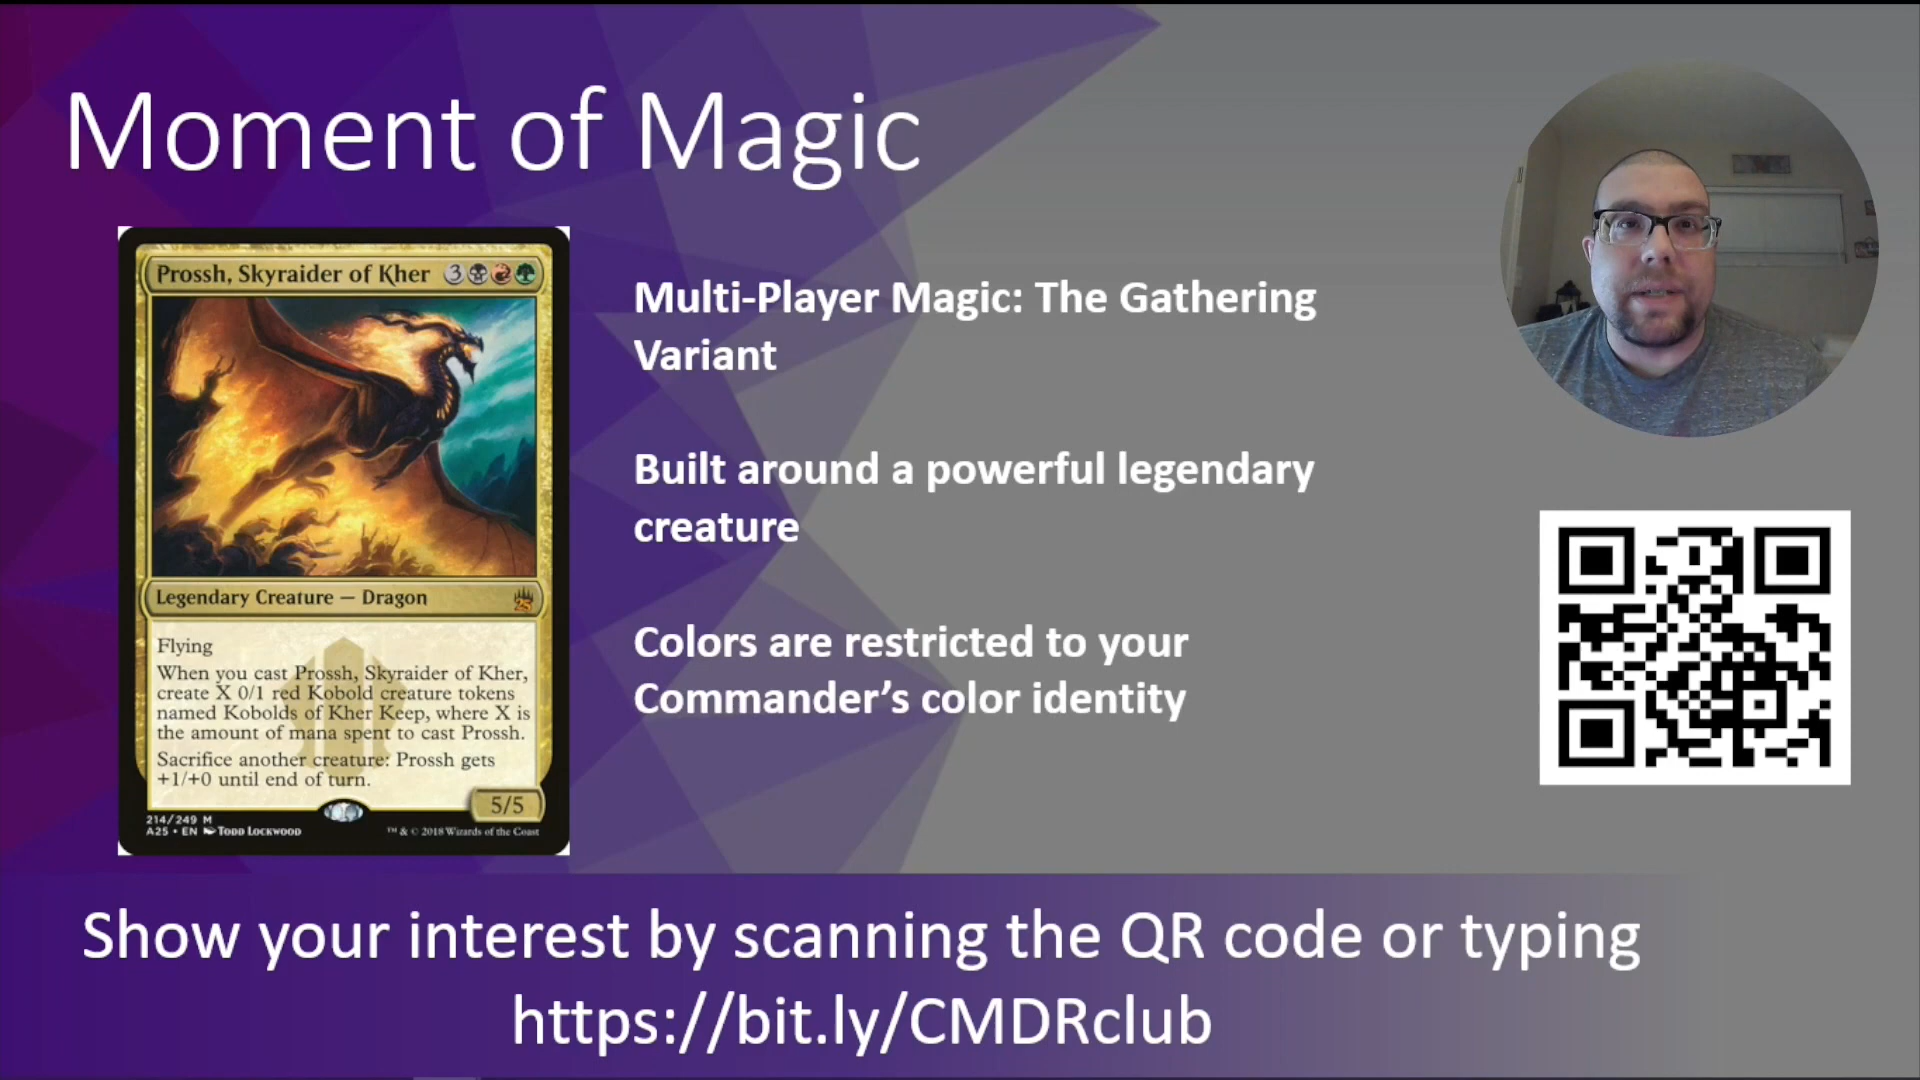 Moment of Magic
Prossh, Skyraider of Kher 3
Legendary Creature — Dragon
Flying
When you cast Prossh, Skyraider of Kher,
create X 0/1 red Kobold creature tokens
named Kobolds of Kher Keep, where X is
the amount of mana spent to cast Prossh.
Sacrifice another creature: Prossh gets
+1/+0 until end of turn.
5/5
214/249 M
A25 • EN Todd Lockwood
™ & © 2018 Wizards of the Coast
Multi-Player Magic: The Gathering
Variant
Built around a powerful legendary
creature
Colors are restricted to your
Commander’s color identity
Show your interest by scanning the QR code or typing
https://bit.ly/CMDRclub